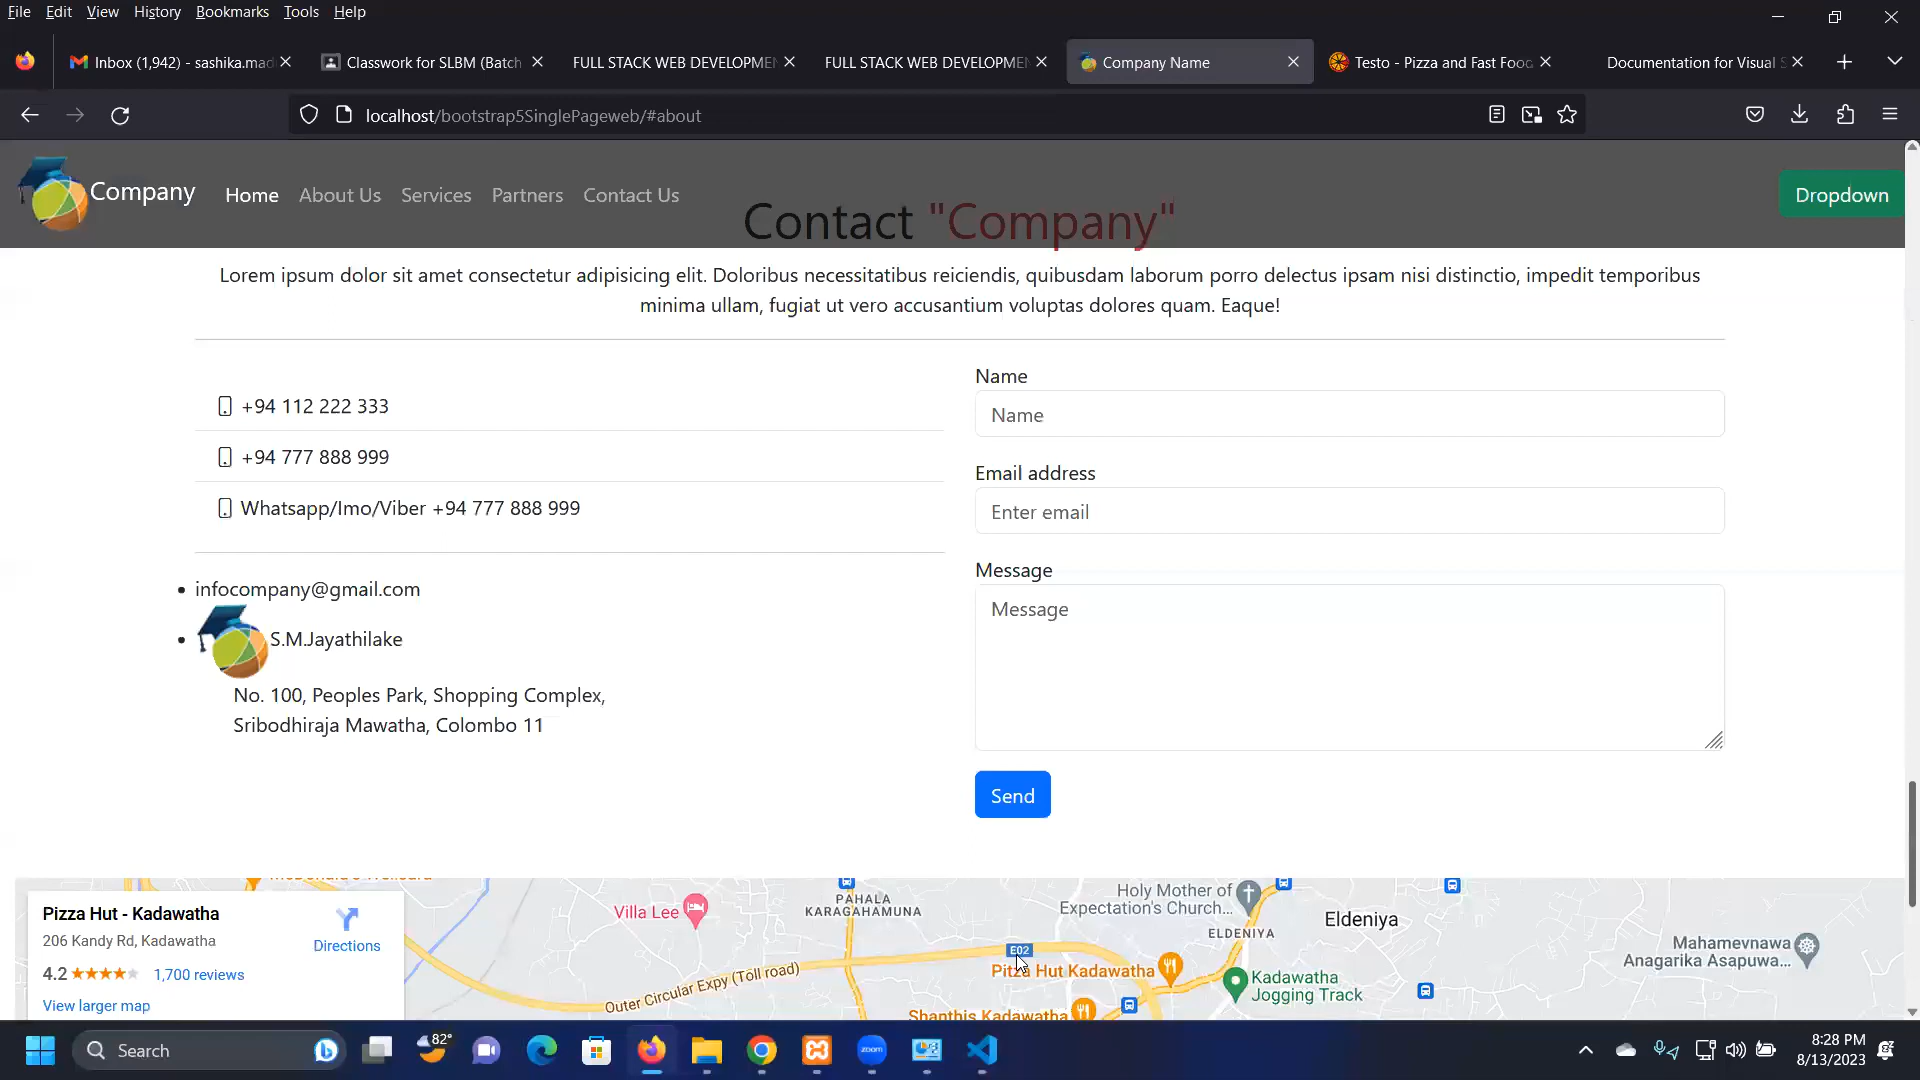 File Edit View History Bookmarks Tools Help
Inbox (1,942) - sashika.mad
Classwork for SLBM (Batch
FULL STACK WEB DEVELOPMEN
FULL STACK WEB DEVELOPMEN
Company Name
Testo - Pizza and Fast Food
Documentation for Visual S
localhost/bootstrap5SinglePageweb/#about
Company
Home About Us Services Partners Contact Us
Dropdown
Contact "Company"
Lorem ipsum dolor sit amet consectetur adipisicing elit. Doloribus necessitatibus reiciendis, quibusdam laborum porro delectus ipsam nisi distinctio, impedit temporibus
minima ullam, fugiat ut vero accusantium voluptas dolores quam. Eaque!
+94 112 222 333
+94 777 888 999
Whatsapp/Imo/Viber +94 777 888 999
infocompany@gmail.com
S.M.Jayathilake
No. 100, Peoples Park, Shopping Complex,
Sribodhiraja Mawatha, Colombo 11
Name
Name
Email address
Enter email
Message
Message
Send
Pizza Hut - Kadawatha
206 Kandy Rd, Kadawatha
Directions
4.2 1,700 reviews
View larger map
Villa Lee
PAHALA
KARAGAHAMUNA
Outer Circular Expy (Toll road)
E02
Pizza Hut Kadawatha
Shanthis Kadawatha
Holy Mother of
Expectation's Church...
ELDENIYA
Eldeniya
Kadawatha
Jogging Track
Mahamevnawa
Anagarika Asapuwa...
Search
82°
zoom
8:28 PM
8/13/2023